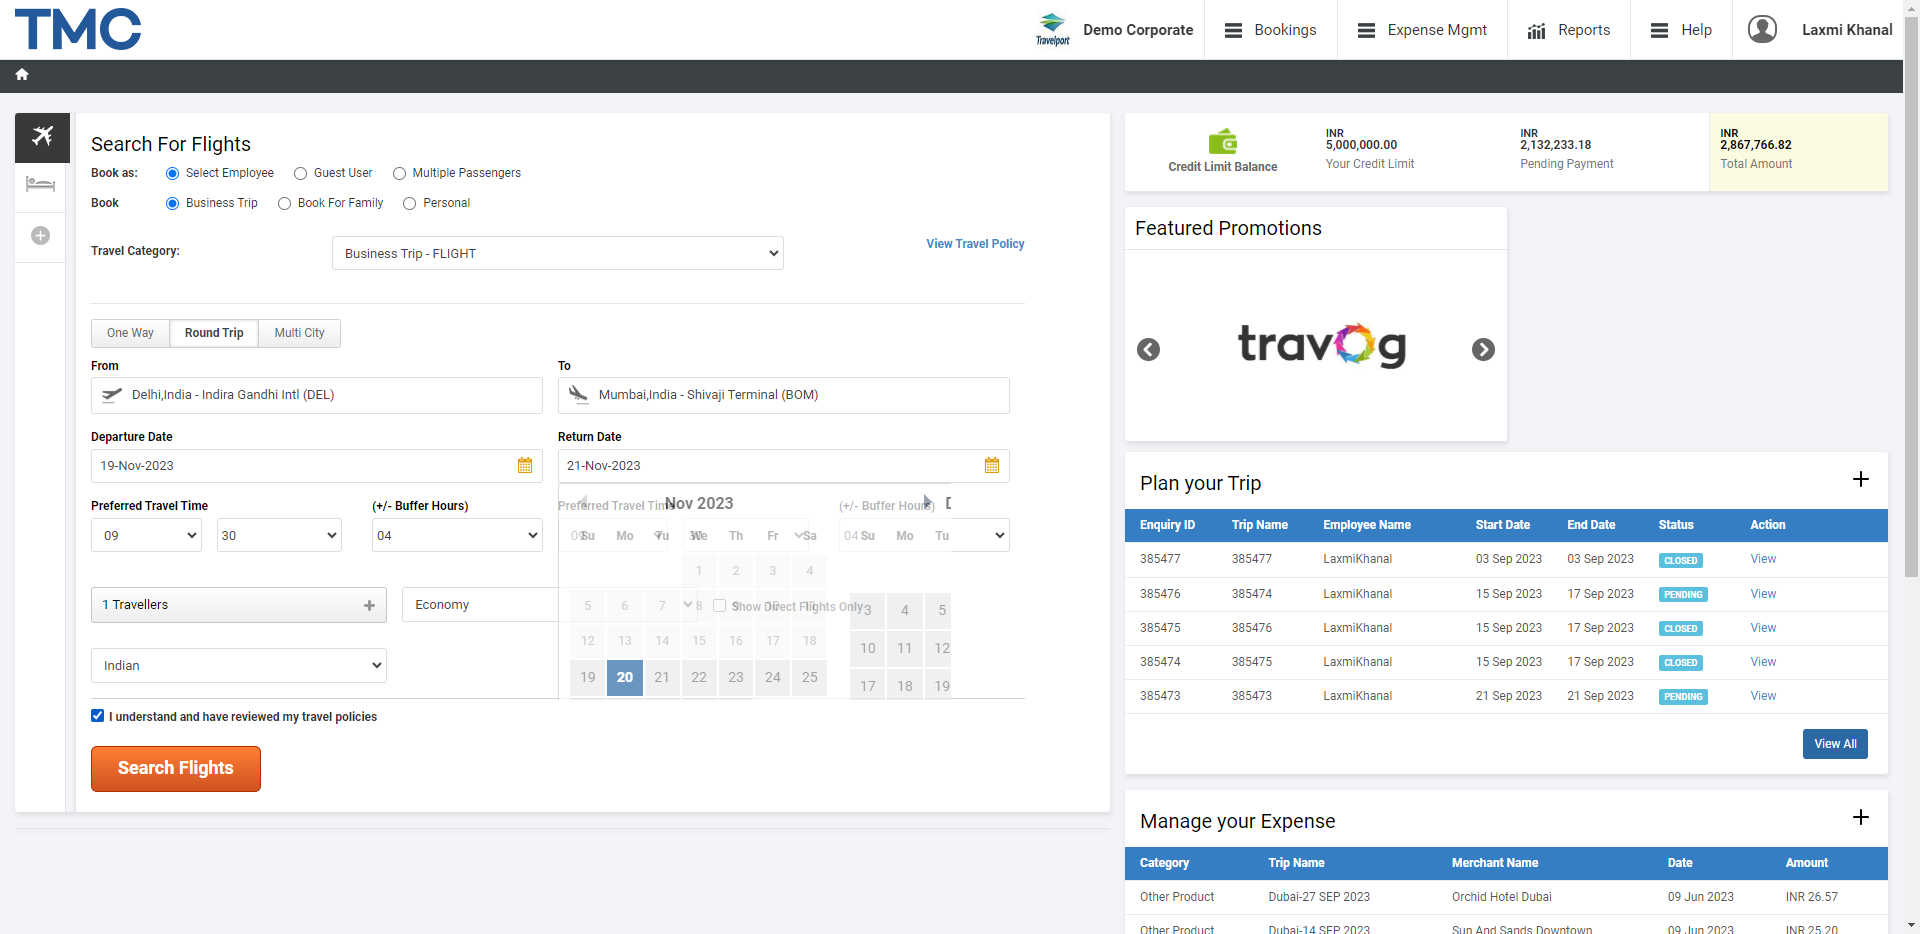 TMC
Travelport
Demo Corporate
Bookings
Expense Mgmt
Reports
Help
Laxmi Khanal
Search For Flights
Book as: Select Employee Guest User Multiple Passengers
Book Business Trip Book For Family Personal
Travel Category: Business Trip - FLIGHT View Travel Policy
One Way Round Trip Multi City
From To
Delhi,India - Indira Gandhi Intl (DEL) Mumbai,India - Shivaji Terminal (BOM)
Departure Date Return Date
19-Nov-2023 21-Nov-2023
Preferred Travel Time (+/- Buffer Hours)
09 30 04
Preferred Travel Time (+/- Buffer Hours)
Nov 2023
Su Mo Tu We Th Fr Sa Su Mo Tu
1 2 3 4
5 6 7 8 3 4 5
Show Direct Flights Only
12 13 14 15 16 17 18 10 11 12
19 20 21 22 23 24 25 17 18 19
1 Travellers
Economy
Indian
I understand and have reviewed my travel policies
Search Flights
Credit Limit Balance
INR
5,000,000.00
Your Credit Limit
INR
2,132,233.18
Pending Payment
INR
2,867,766.82
Total Amount
Featured Promotions
travog
Plan your Trip
Enquiry ID Trip Name Employee Name Start Date End Date Status Action
385477 385477 LaxmiKhanal 03 Sep 2023 03 Sep 2023 CLOSED View
385476 385474 LaxmiKhanal 15 Sep 2023 17 Sep 2023 PENDING View
385475 385476 LaxmiKhanal 15 Sep 2023 17 Sep 2023 CLOSED View
385474 385475 LaxmiKhanal 15 Sep 2023 17 Sep 2023 CLOSED View
385473 385473 LaxmiKhanal 21 Sep 2023 21 Sep 2023 PENDING View
View All
Manage your Expense
Category Trip Name Merchant Name Date Amount
Other Product Dubai-27 SEP 2023 Orchid Hotel Dubai 09 Jun 2023 INR 26.57
Other Product Dubai-14 SEP 2023 Sun And Sands Downtown 09 Jun 2023 INR 25.20